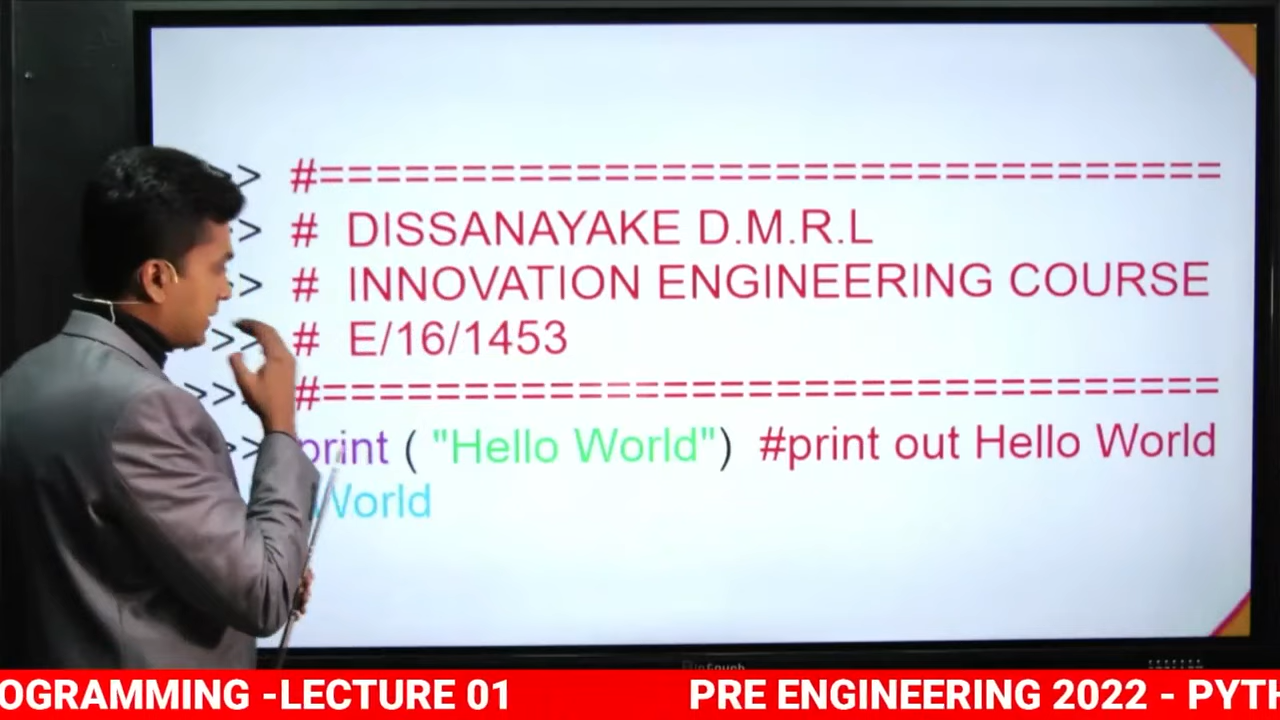 > #==================================
> # DISSANAYAKE D.M.R.L
> # INNOVATION ENGINEERING COURSE
>> # E/16/1453
>> #==================================
>> print ( "Hello World") #print out Hello World
World
OGRAMMING -LECTURE 01 PRE ENGINEERING 2022 - PYTH